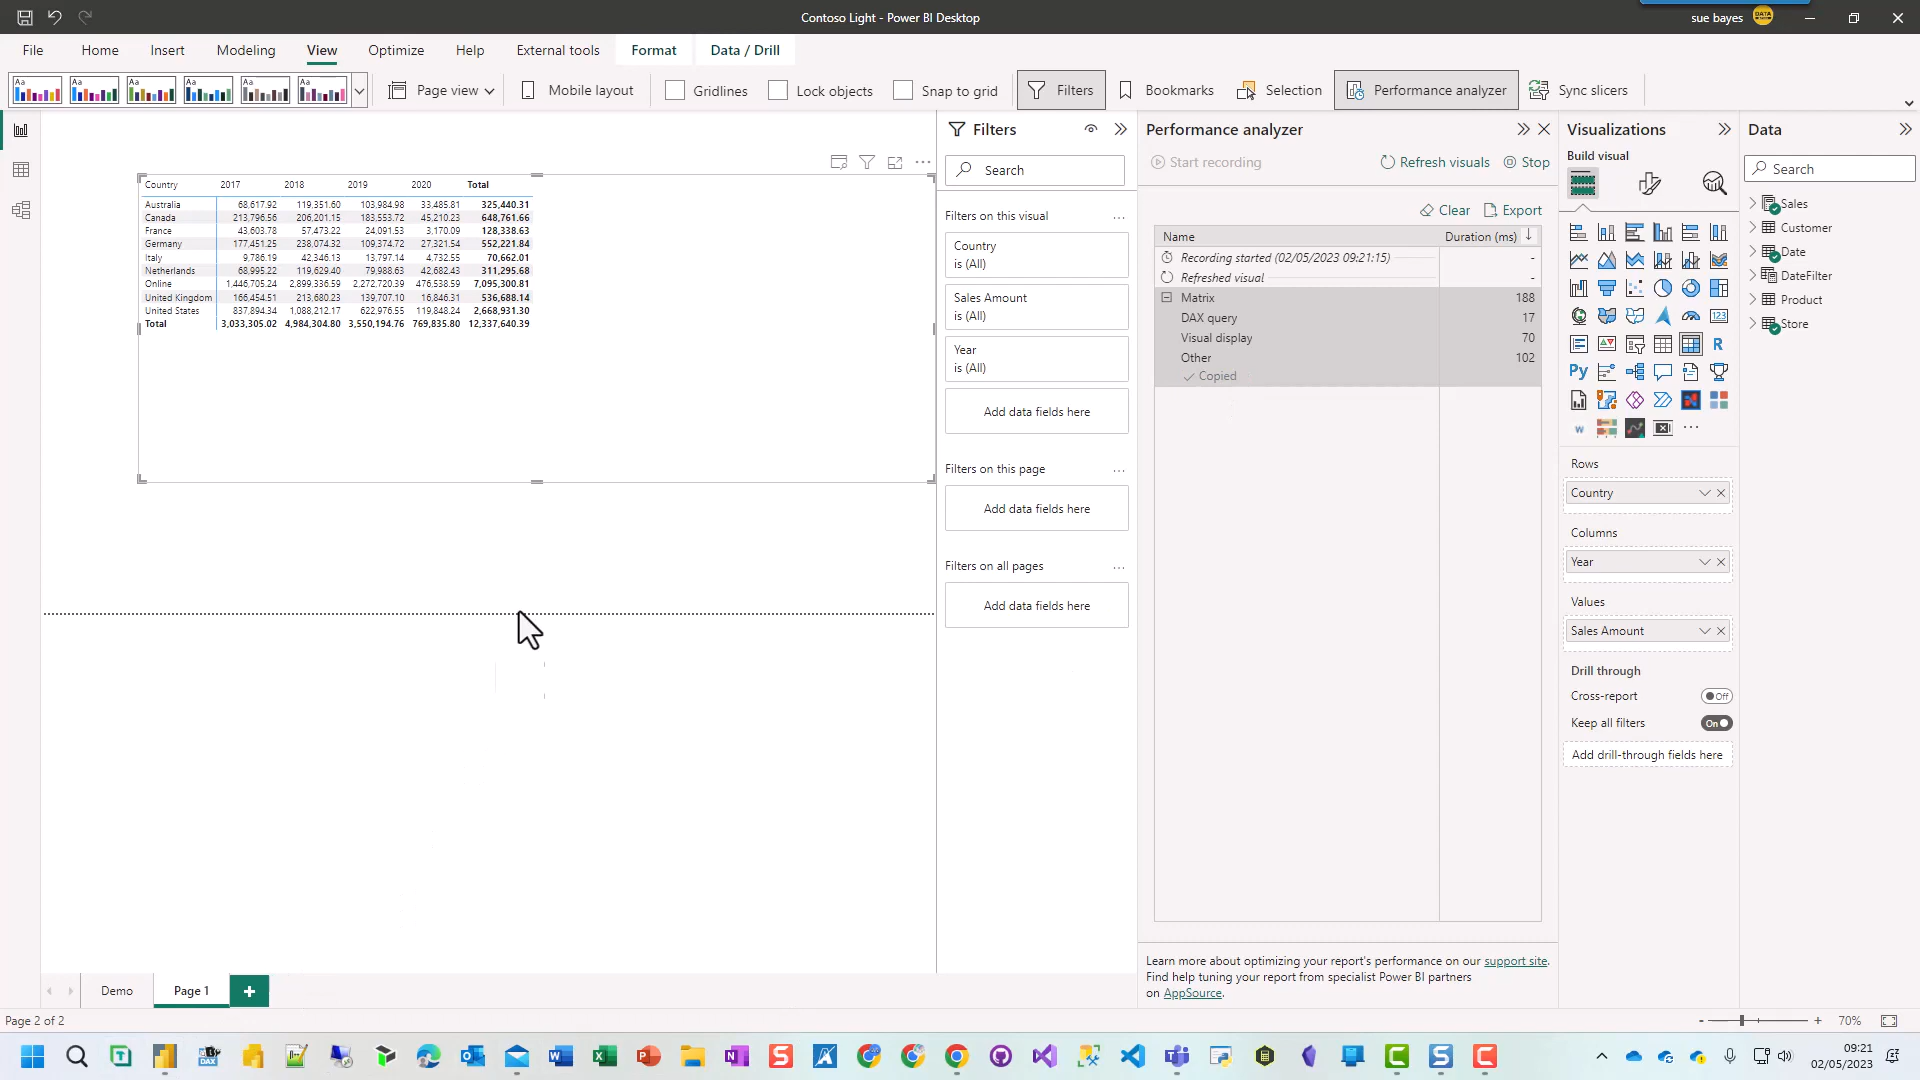 Contoso Light - Power BI Desktop
sue bayes
File Home Insert Modeling View Optimize Help External tools Format Data / Drill
Page view Mobile layout Gridlines Lock objects Snap to grid Filters Bookmarks Selection Performance analyzer Sync slicers
Country 2017 2018 2019 2020 Total
Australia 68,617.92 119,351.60 103,984.98 33,485.81 325,440.31
Canada 213,796.56 206,201.15 183,553.72 45,210.23 648,761.66
France 43,603.78 57,473.22 24,091.53 3,170.09 128,338.63
Germany 177,451.25 238,074.32 109,374.72 27,321.54 552,221.84
Italy 9,786.19 42,346.13 13,797.14 4,732.55 70,662.01
Netherlands 68,995.22 119,629.40 79,988.63 42,682.43 311,295.68
Online 1,446,705.24 2,899,336.59 2,272,720.39 476,538.59 7,095,300.81
United Kingdom 166,454.51 213,680.23 139,707.10 16,846.31 536,688.14
United States 837,894.34 1,088,212.17 622,976.55 119,848.24 2,668,931.30
Total 3,033,305.02 4,984,304.80 3,550,194.76 769,835.80 12,337,640.39
Filters
Search
Filters on this visual
Country
is (All)
Sales Amount
is (All)
Year
is (All)
Add data fields here
Filters on this page
Add data fields here
Filters on all pages
Add data fields here
Performance analyzer
Start recording Refresh visuals Stop
Clear Export
Name Duration (ms)
Recording started (02/05/2023 09:21:15) -
Refreshed visual -
Matrix 188
DAX query 17
Visual display 70
Other 102
Copied
Learn more about optimizing your report's performance on our support site.
Find help tuning your report from specialist Power BI partners
on AppSource.
Visualizations
Build visual
Rows
Country
Columns
Year
Values
Sales Amount
Drill through
Cross-report Off
Keep all filters On
Add drill-through fields here
Data
Search
Sales
Customer
Date
DateFilter
Product
Store
Demo Page 1
Page 2 of 2
70%
09:21
02/05/2023